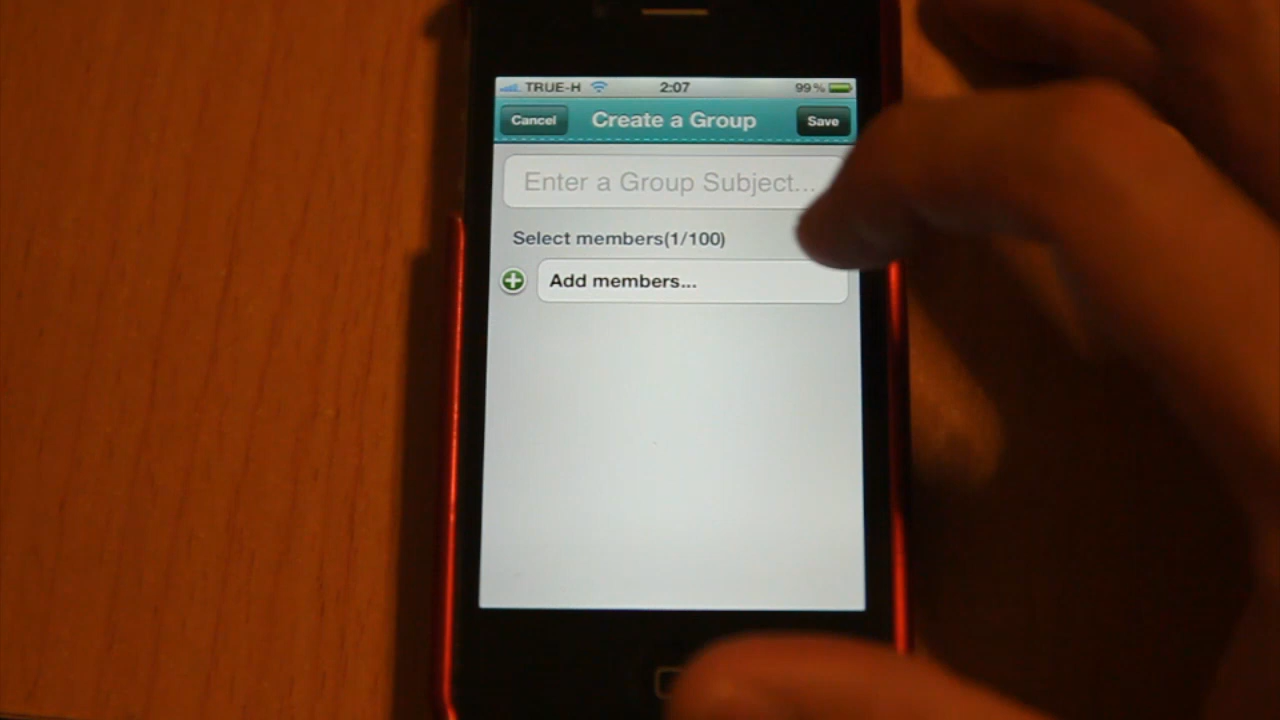 TRUE-H 2:07 99%
Cancel Create a Group Save
Enter a Group Subject...
Select members(1/100)
Add members...